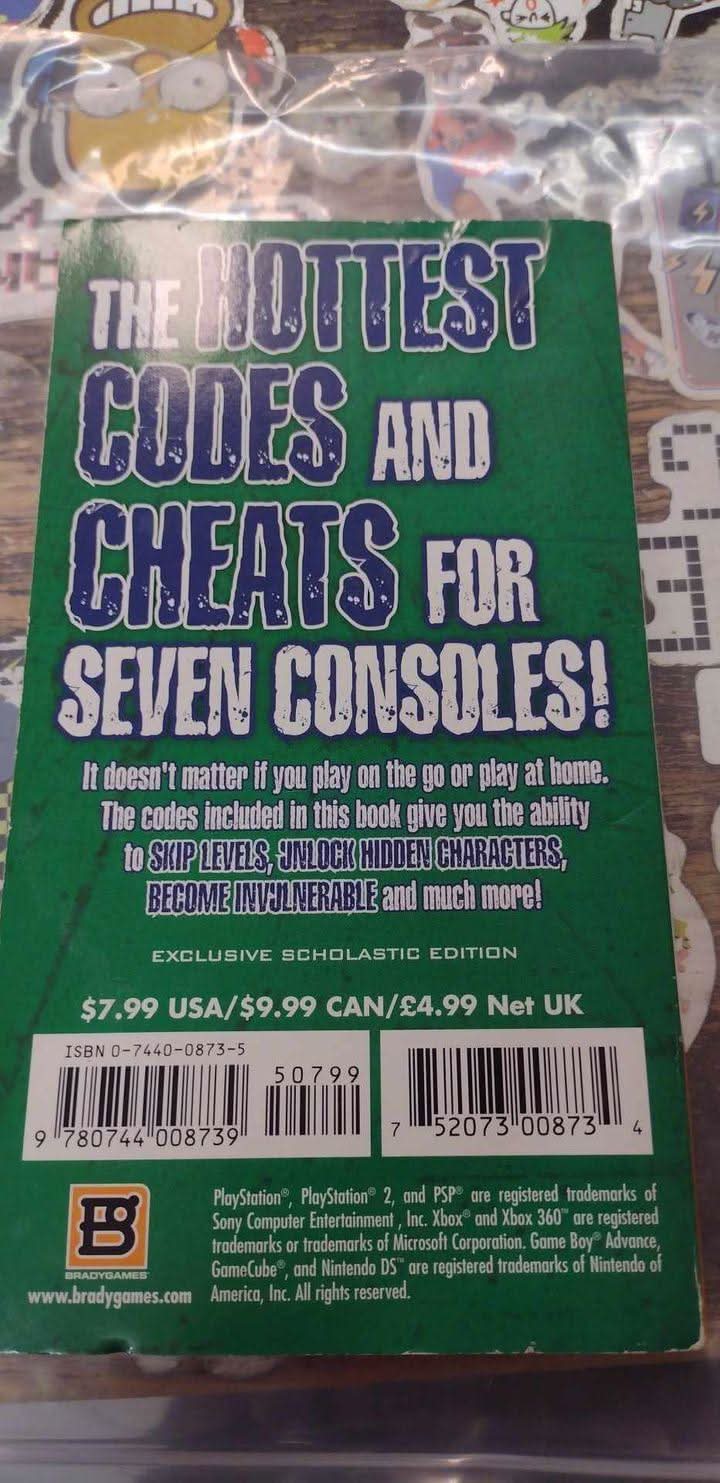 THE HOTTEST
CODES AND
CHEATS FOR
SEVEN CONSOLES!
It doesn't matter if you play on the go or play at home.
The codes included in this book give you the ability
to SKIP LEVELS, UNLOCK HIDDEN CHARACTERS,
BECOME INVULNERABLE and much more!
EXCLUSIVE SCHOLASTIC EDITION
$7.99 USA/$9.99 CAN/£4.99 Net UK
ISBN 0-7440-0873-5
50799
9 780744 008739
7 52073 00873 4
BRADYGAMES
www.bradygames.com
PlayStation®, PlayStation® 2, and PSP® are registered trademarks of
Sony Computer Entertainment , Inc. Xbox® and Xbox 360™ are registered
trademarks or trademarks of Microsoft Corporation. Game Boy® Advance,
GameCube®, and Nintendo DS™ are registered trademarks of Nintendo of
America, Inc. All rights reserved.